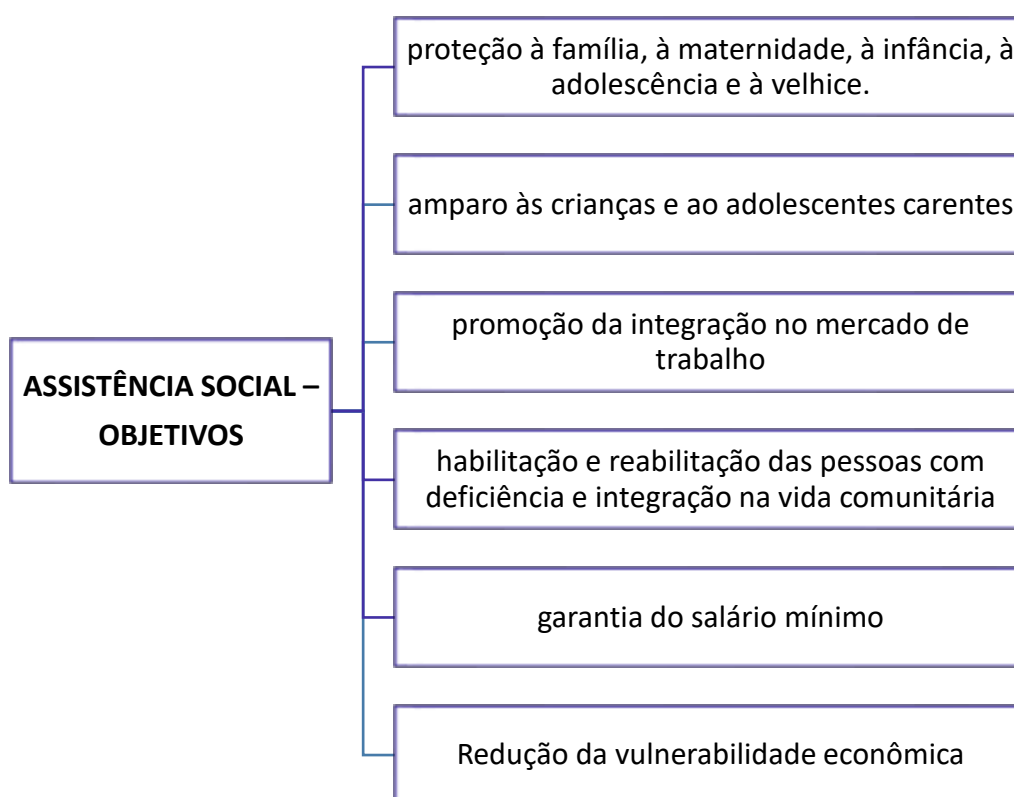 ASSISTÊNCIA SOCIAL –
OBJETIVOS
proteção à família, à maternidade, à infância, à
adolescência e à velhice.
amparo às crianças e ao adolescentes carentes
promoção da integração no mercado de
trabalho
habilitação e reabilitação das pessoas com
deficiência e integração na vida comunitária
garantia do salário mínimo
Redução da vulnerabilidade econômica